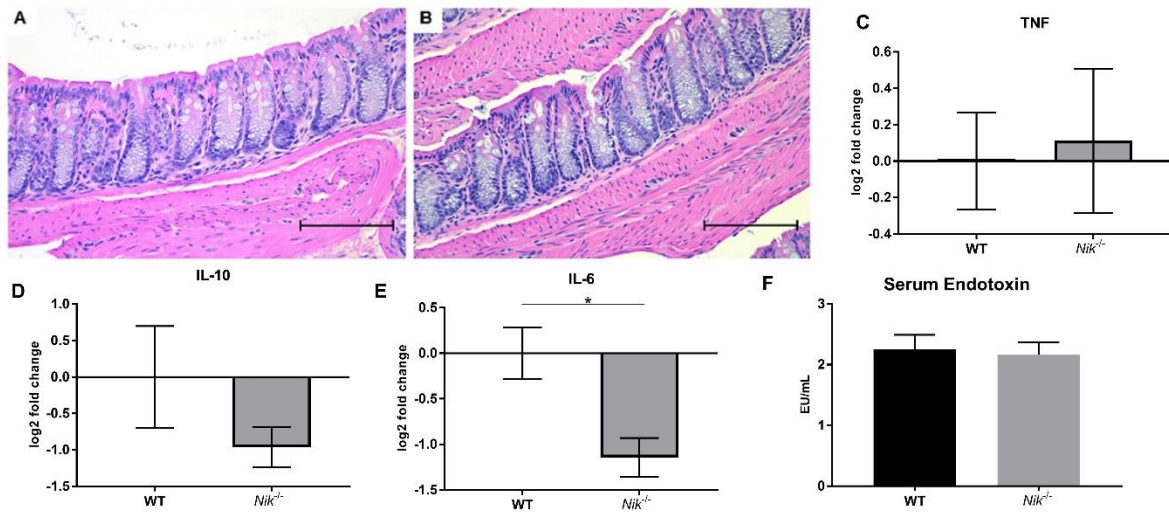 A
B
C
TNF
log2 fold change
0.6
0.4
0.2
0.0
-0.2
-0.4
WT
Nik-/-
D
IL-10
log2 fold change
1.0
0.5
0.0
-0.5
-1.0
-1.5
WT
Nik-/-
E
IL-6
log2 fold change
0.5
0.0
-0.5
-1.0
-1.5
*
WT
Nik-/-
F
Serum Endotoxin
EU/mL
3
2
1
0
WT
Nik-/-